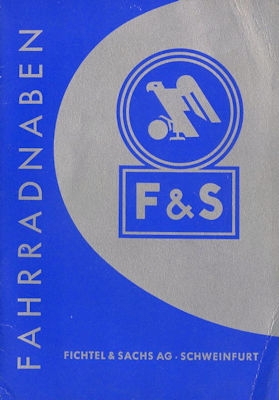 FAHRRADNABEN
F&S
FICHTEL & SACHS AG · SCHWEINFURT